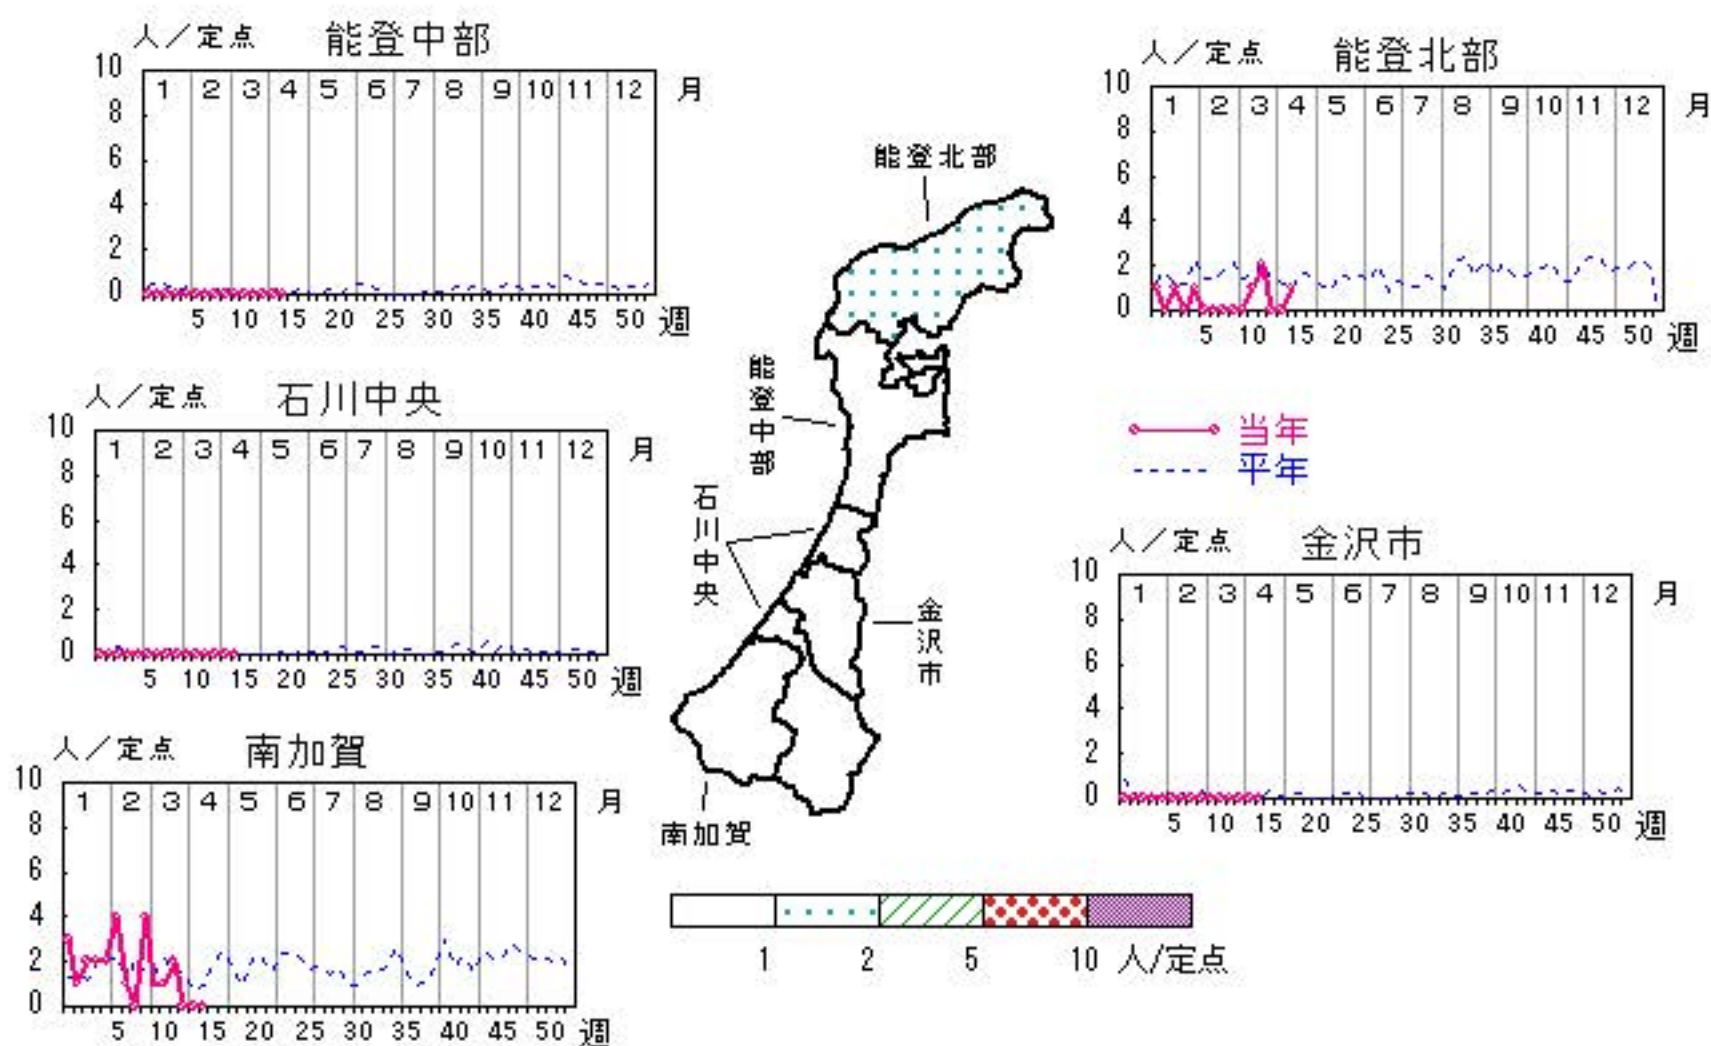 人／定点 能登中部
10 8 6 4 2 0
1 2 3 4 5 6 7 8 9 10 11 12 月
5 10 15 20 25 30 35 40 45 50 週
人／定点 能登北部
10 8 6 4 2 0
1 2 3 4 5 6 7 8 9 10 11 12 月
5 10 15 20 25 30 35 40 45 50 週
人／定点 石川中央
10 8 6 4 2 0
1 2 3 4 5 6 7 8 9 10 11 12 月
5 10 15 20 25 30 35 40 45 50 週
能登北部
能登中部
石川中央
金沢市
南加賀
当年
平年
人／定点 金沢市
10 8 6 4 2 0
1 2 3 4 5 6 7 8 9 10 11 12 月
5 10 15 20 25 30 35 40 45 50 週
人／定点 南加賀
10 8 6 4 2 0
1 2 3 4 5 6 7 8 9 10 11 12 月
5 10 15 20 25 30 35 40 45 50 週
1 2 5 10 人/定点